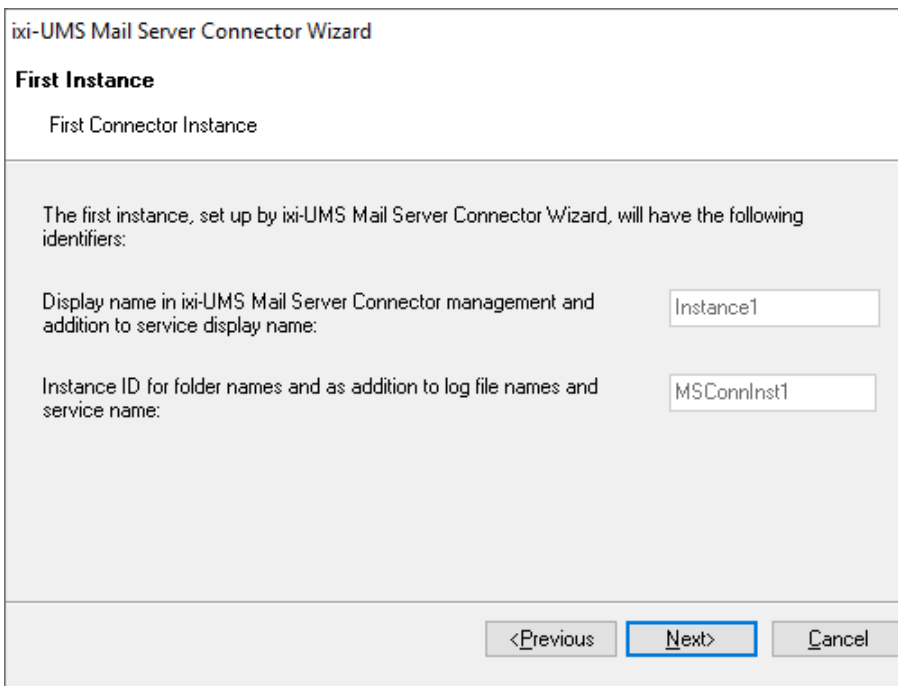 ixi-UMS Mail Server Connector Wizard
First Instance
First Connector Instance
The first instance, set up by ixi-UMS Mail Server Connector Wizard, will have the following
identifiers:
Display name in ixi-UMS Mail Server Connector management and
addition to service display name:
Instance1
Instance ID for folder names and as addition to log file names and
service name:
MSConnInst1
<Previous
Next>
Cancel